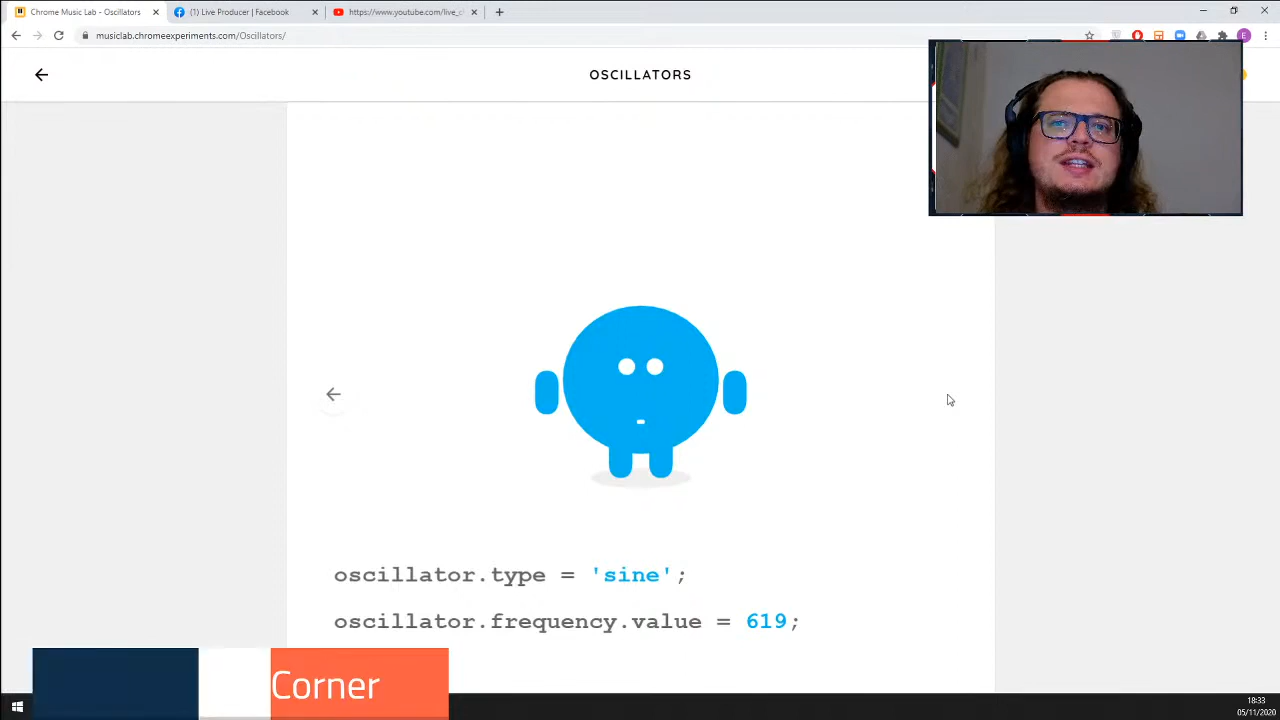 Chrome Music Lab - Oscillators
(1) Live Producer | Facebook
https://www.youtube.com/live_c
musiclab.chromeexperiments.com/Oscillators/
E
OSCILLATORS
oscillator.type = 'sine';
oscillator.frequency.value = 619;
Corner
18:33
05/11/2020